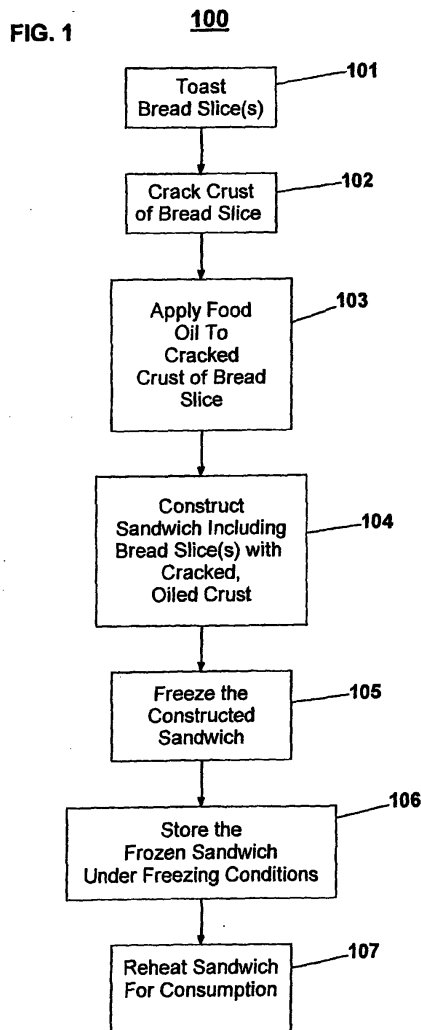 FIG. 1
100
101
Toast
Bread Slice(s)
102
Crack Crust
of Bread Slice
103
Apply Food
Oil To
Cracked
Crust of Bread
Slice
104
Construct
Sandwich Including
Bread Slice(s) with
Cracked,
Oiled Crust
105
Freeze the
Constructed
Sandwich
106
Store the
Frozen Sandwich
Under Freezing Conditions
107
Reheat Sandwich
For Consumption